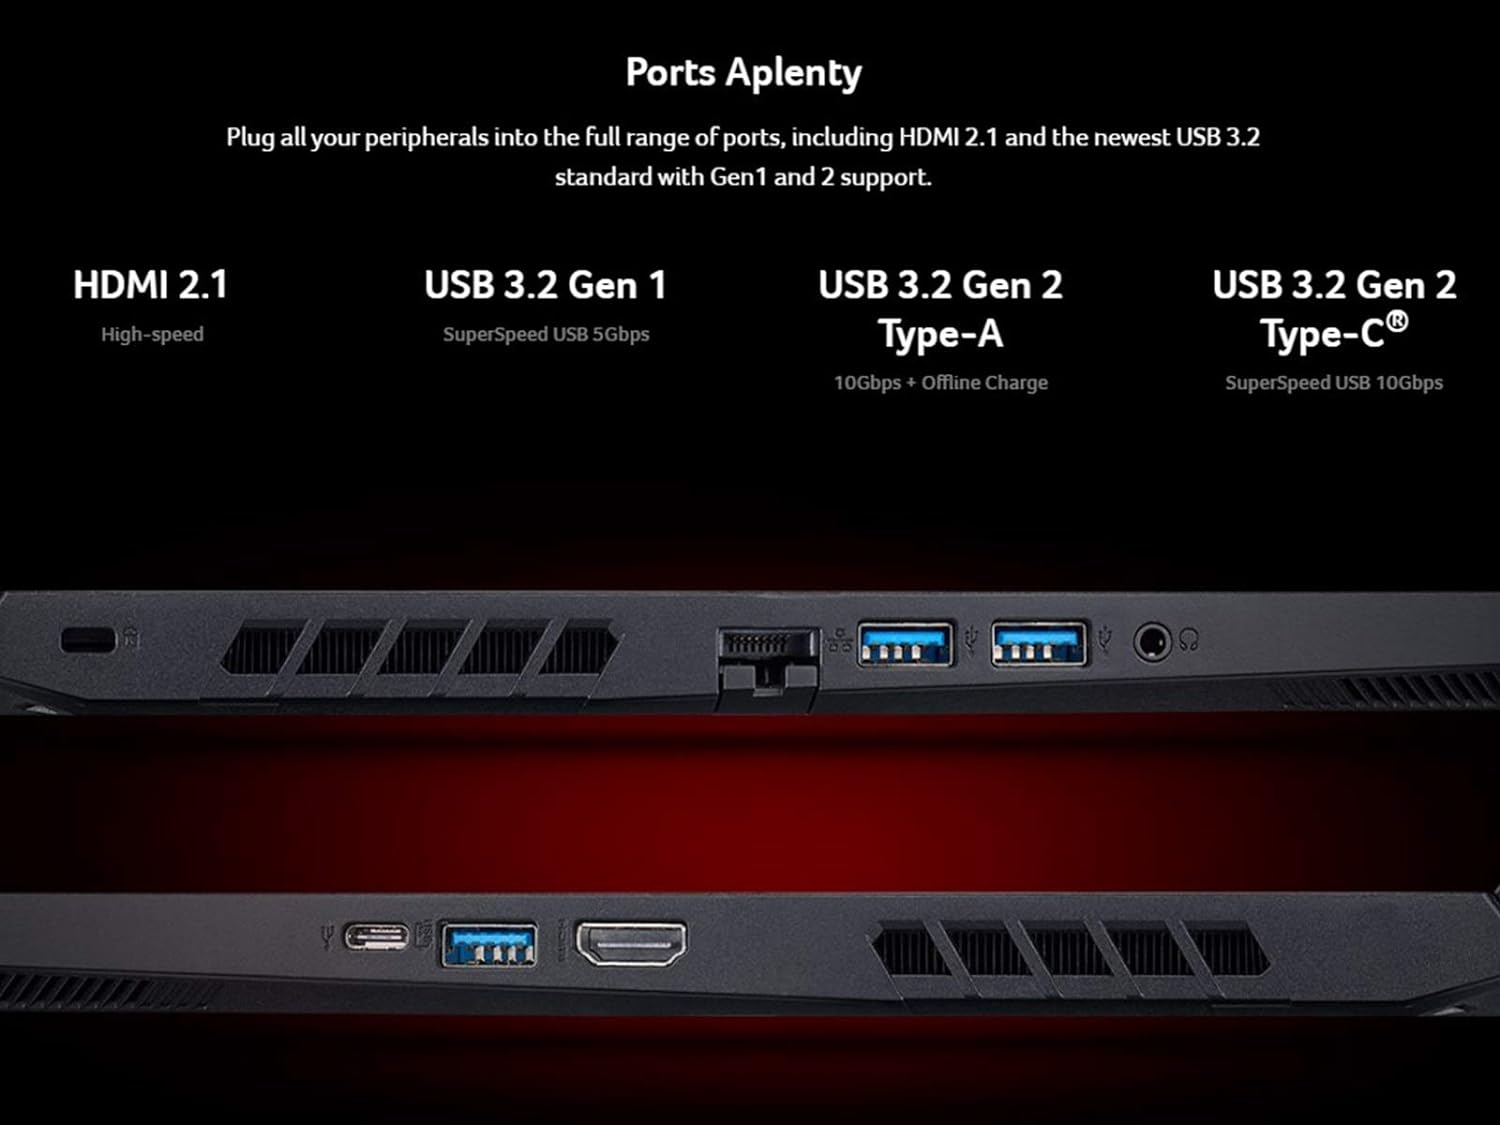 Ports Aplenty
Plug all your peripherals into the full range of ports, including HDMI 2.1 and the newest USB 3.2
standard with Gen1 and 2 support.
HDMI 2.1
High-speed
USB 3.2 Gen 1
SuperSpeed USB 5Gbps
USB 3.2 Gen 2
Type-A
10Gbps + Offline Charge
USB 3.2 Gen 2
Type-C®
SuperSpeed USB 10Gbps